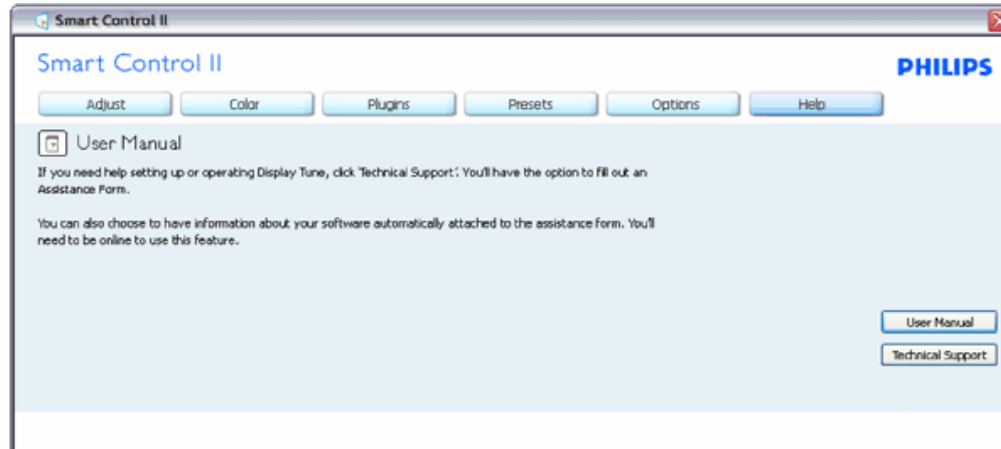 Smart Control II
Smart Control II
PHILIPS
Adjust
Color
Plugins
Presets
Options
Help
User Manual
If you need help setting up or operating Display Tune, click 'Technical Support'. You'll have the option to fill out an
Assistance Form.
You can also choose to have information about your software automatically attached to the assistance form. You'll
need to be online to use this feature.
User Manual
Technical Support